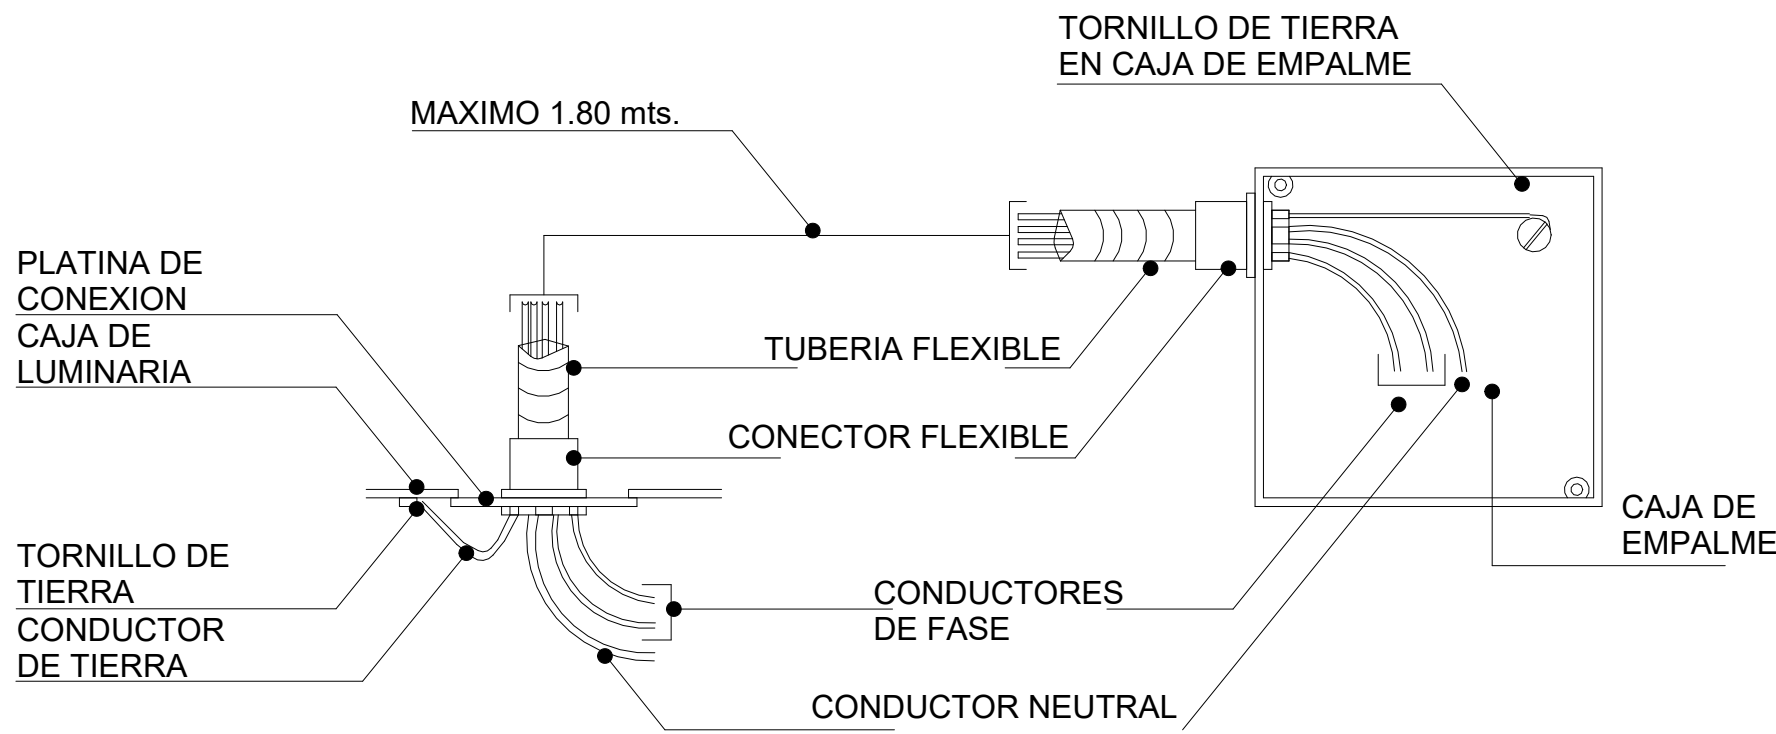 TORNILLO DE TIERRA
EN CAJA DE EMPALME
MAXIMO 1.80 mts.
PLATINA DE
CONEXION
CAJA DE
LUMINARIA
TUBERIA FLEXIBLE
CONECTOR FLEXIBLE
CAJA DE
EMPALME
TORNILLO DE
TIERRA
CONDUCTOR
DE TIERRA
CONDUCTORES
DE FASE
CONDUCTOR NEUTRAL